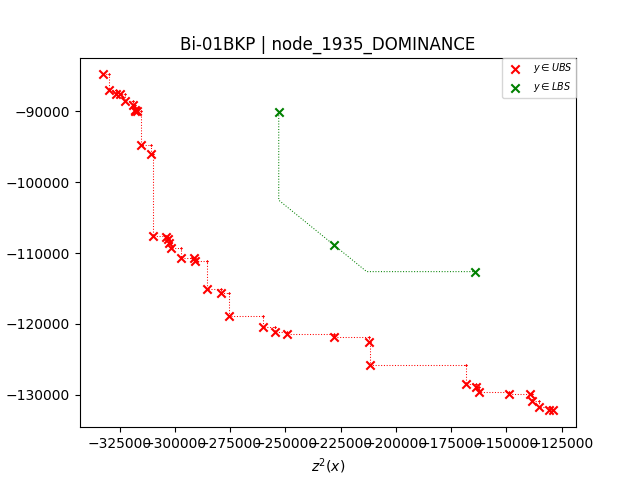 Bi-01BKP | node_1935_DOMINANCE
y ∈ UBS
y ∈ LBS
−90000
−100000
−110000
−120000
−130000
−325000 −300000 −275000 −250000 −225000 −200000 −175000 −150000 −125000
z²(x)